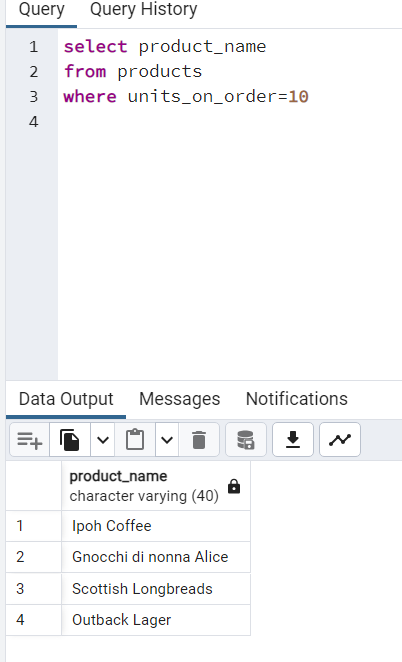 Query Query History
1 select product_name
2 from products
3 where units_on_order=10
4
Data Output Messages Notifications
product_name
character varying (40)
1 Ipoh Coffee
2 Gnocchi di nonna Alice
3 Scottish Longbreads
4 Outback Lager